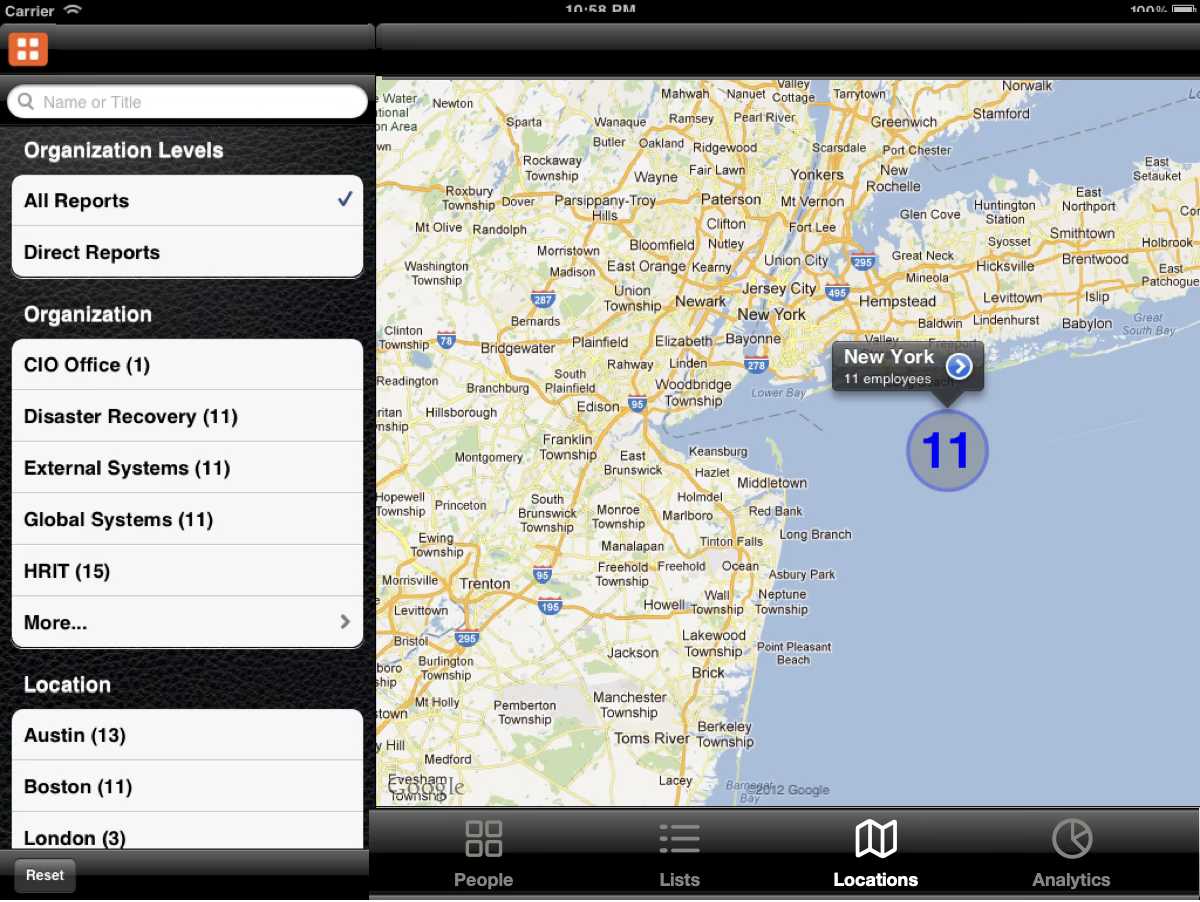 Carrier
10:58 PM
100%
Name or Title
Organization Levels
All Reports
Direct Reports
Organization
CIO Office (1)
Disaster Recovery (11)
External Systems (11)
Global Systems (11)
HRIT (15)
More...
Location
Austin (13)
Boston (11)
London (3)
Reset
Newton
Sparta
Mahwah
Nanuet
Valley
Cottage
Tarrytown
Norwalk
Wanaque
Ramsey
Pearl River
Greenwich
Stamford
Butler
Oakland
Ridgewood
Scarsdale
Port Chester
Rockaway
Township
Wayne
Fair Lawn
Yonkers
New
Rochelle
East
Setauket
Roxbury
Township
Dover
Parsippany-Troy
Hills
Paterson
Mt Vernon
East
Northport
Huntington
Station
Glen Cove
Mt Olive
Randolph
Clifton
Fort Lee
Smithtown
Morristown
Bloomfield
Nutley
Syosset
Holbrook
Washington
Township
Madison
East Orange
Kearny
Union City
295
Great Neck
Hicksville
Brentwood
East
Patchogue
Mineola
Union
Township
Newark
Jersey City
495
Hempstead
Levittown
Islip
287
Bernards
New York
Baldwin
Lindenhurst
Babylon
Great
South Bay
Clinton
Township
78
Bridgewater
Plainfield
Elizabeth
Bayonne
Valley
Freeport
Rahway
Linden
278
New York
11 employees
Readington
Branchburg
South
Plainfield
Woodbridge
Township
Lower Bay
Hillsborough
Edison
95
11
Franklin
Township
Montgomery
East
Brunswick
Keansburg
Hazlet
Middletown
Hopewell
Township
Princeton
South
Brunswick
Township
Monroe
Township
Holmdel
Marlboro
Red Bank
Ewing
Township
Manalapan
Tinton Falls
Long Branch
Morrisville
Trenton
95
Freehold
Township
Freehold
Ocean
Asbury Park
Levittown
195
Howell
Wall
Township
Neptune
Township
Bristol
295
Lakewood
Township
Point Pleasant
Beach
Burlington
Township
Jackson
Brick
Mt Holly
Pemberton
Township
Manchester
Township
Toms River
Berkeley
Township
Medford
Evesham
Township
Google
Lacey
Barnegat
Bay
©2012 Google
People
Lists
Locations
Analytics